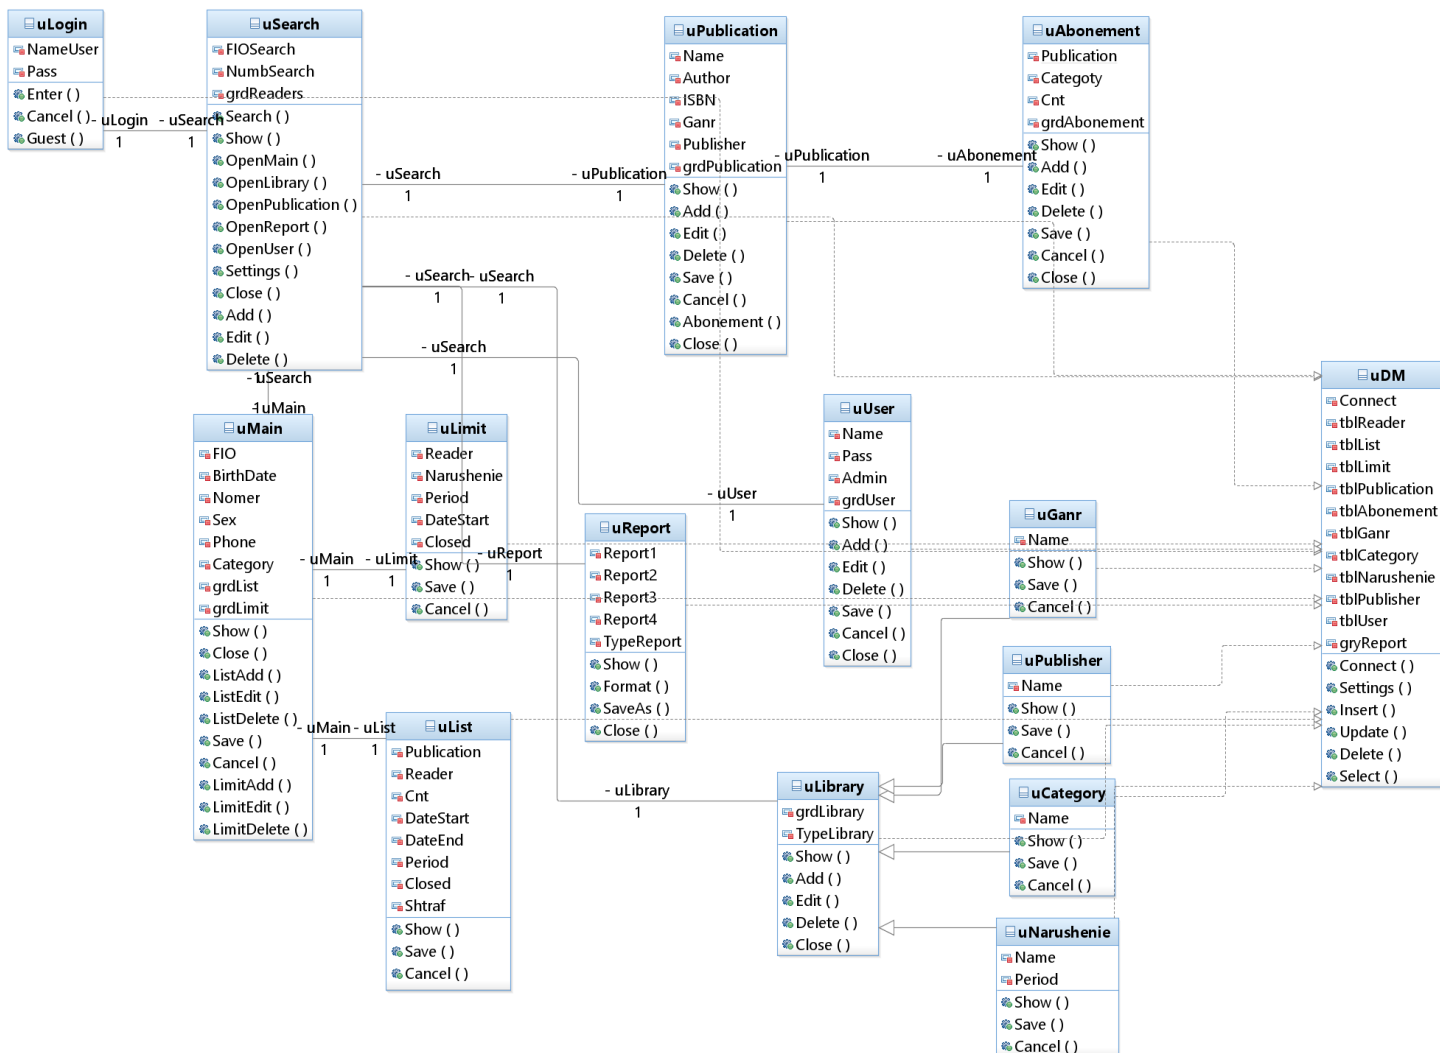 uLogin
NameUser
Pass
Enter ( )
Cancel ( )
Guest ( )
- uLogin
1
- uSearch
1
uSearch
FIOSearch
NumbSearch
grdReaders
Search ( )
Show ( )
OpenMain ( )
OpenLibrary ( )
OpenPublication ( )
OpenReport ( )
OpenUser ( )
Settings ( )
Close ( )
Add ( )
Edit ( )
Delete ( )
- uSearch
1
- uPublication
1
uPublication
Name
Author
ISBN
Ganr
Publisher
grdPublication
Show ( )
Add ( )
Edit ( )
Delete ( )
Save ( )
Cancel ( )
Abonement ( )
Close ( )
- uPublication
1
- uAbonement
1
uAbonement
Publication
Categoty
Cnt
grdAbonement
Show ( )
Add ( )
Edit ( )
Delete ( )
Save ( )
Cancel ( )
Close ( )
- uSearch
1
- uSearch
1
- uSearch
1
- uSearch
1
- uMain
1
uMain
FIO
BirthDate
Nomer
Sex
Phone
Category
grdList
grdLimit
Show ( )
Close ( )
ListAdd ( )
ListEdit ( )
ListDelete ( )
Save ( )
Cancel ( )
LimitAdd ( )
LimitEdit ( )
LimitDelete ( )
- uMain
1
- uLimit
1
uLimit
Reader
Narushenie
Period
DateStart
Closed
Show ( )
Save ( )
Cancel ( )
- uReport
1
uReport
Report1
Report2
Report3
Report4
TypeReport
Show ( )
Format ( )
SaveAs ( )
Close ( )
- uUser
1
uUser
Name
Pass
Admin
grdUser
Show ( )
Add ( )
Edit ( )
Delete ( )
Save ( )
Cancel ( )
Close ( )
uGanr
Name
Show ( )
Save ( )
Cancel ( )
uDM
Connect
tblReader
tblList
tblLimit
tblPublication
tblAbonement
tblGanr
tblCategory
tblNarushenie
tblPublisher
tblUser
gryReport
Connect ( )
Settings ( )
Insert ( )
Update ( )
Delete ( )
Select ( )
- uMain
1
- uList
1
uList
Publication
Reader
Cnt
DateStart
DateEnd
Period
Closed
Shtraf
Show ( )
Save ( )
Cancel ( )
- uLibrary
1
uLibrary
grdLibrary
TypeLibrary
Show ( )
Add ( )
Edit ( )
Delete ( )
Close ( )
uPublisher
Name
Show ( )
Save ( )
Cancel ( )
uCategory
Name
Show ( )
Save ( )
Cancel ( )
uNarushenie
Name
Period
Show ( )
Save ( )
Cancel ( )